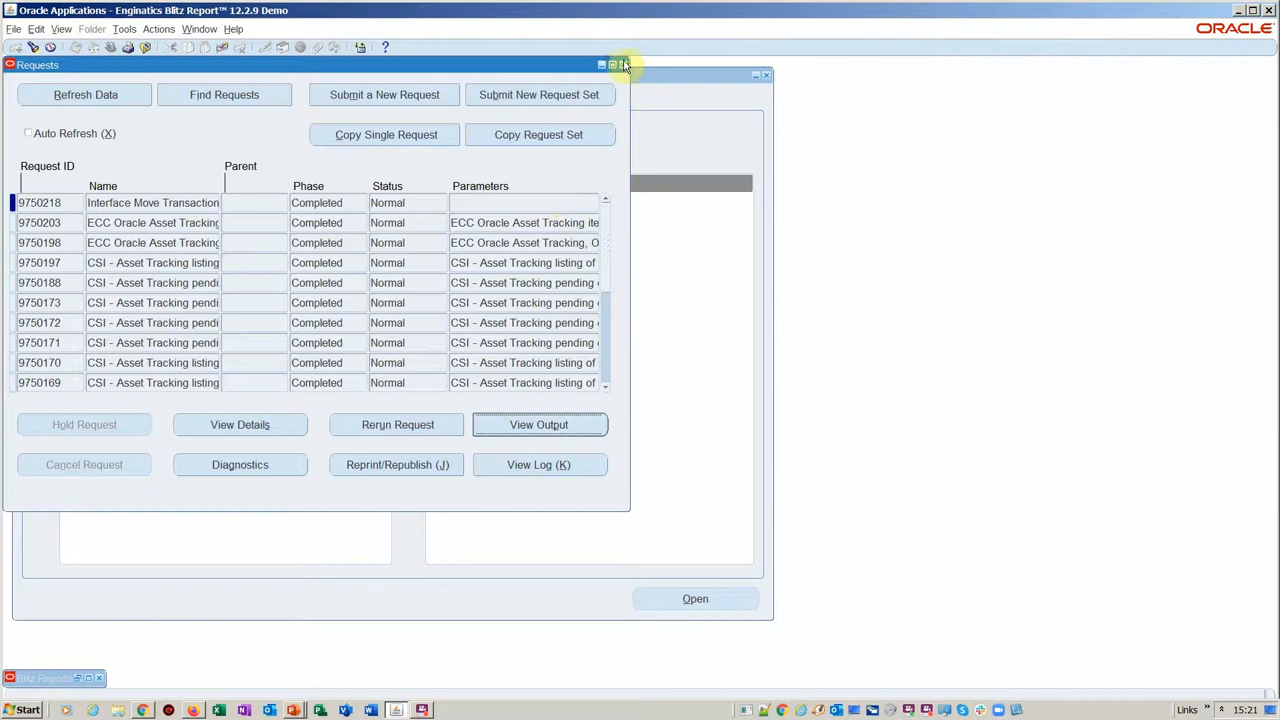 Oracle Applications - Enginatics Blitz Report™ 12.2.9 Demo
File Edit View Folder Tools Actions Window Help
ORACLE
Requests
Refresh Data Find Requests Submit a New Request Submit New Request Set
Auto Refresh (X) Copy Single Request Copy Request Set
Request ID Parent
Name Phase Status Parameters
9750218 Interface Move Transaction Completed Normal
9750203 ECC Oracle Asset Tracking Completed Normal ECC Oracle Asset Tracking ite
9750198 ECC Oracle Asset Tracking Completed Normal ECC Oracle Asset Tracking, O
9750197 CSI - Asset Tracking listing Completed Normal CSI - Asset Tracking listing of
9750188 CSI - Asset Tracking pendi Completed Normal CSI - Asset Tracking pending
9750173 CSI - Asset Tracking pendi Completed Normal CSI - Asset Tracking pending
9750172 CSI - Asset Tracking pendi Completed Normal CSI - Asset Tracking pending
9750171 CSI - Asset Tracking pendi Completed Normal CSI - Asset Tracking pending
9750170 CSI - Asset Tracking listing Completed Normal CSI - Asset Tracking listing of
9750169 CSI - Asset Tracking listing Completed Normal CSI - Asset Tracking listing of
Hold Request View Details Rerun Request View Output
Cancel Request Diagnostics Reprint/Republish (J) View Log (K)
Open
Blitz Reports
Start Links 15:21